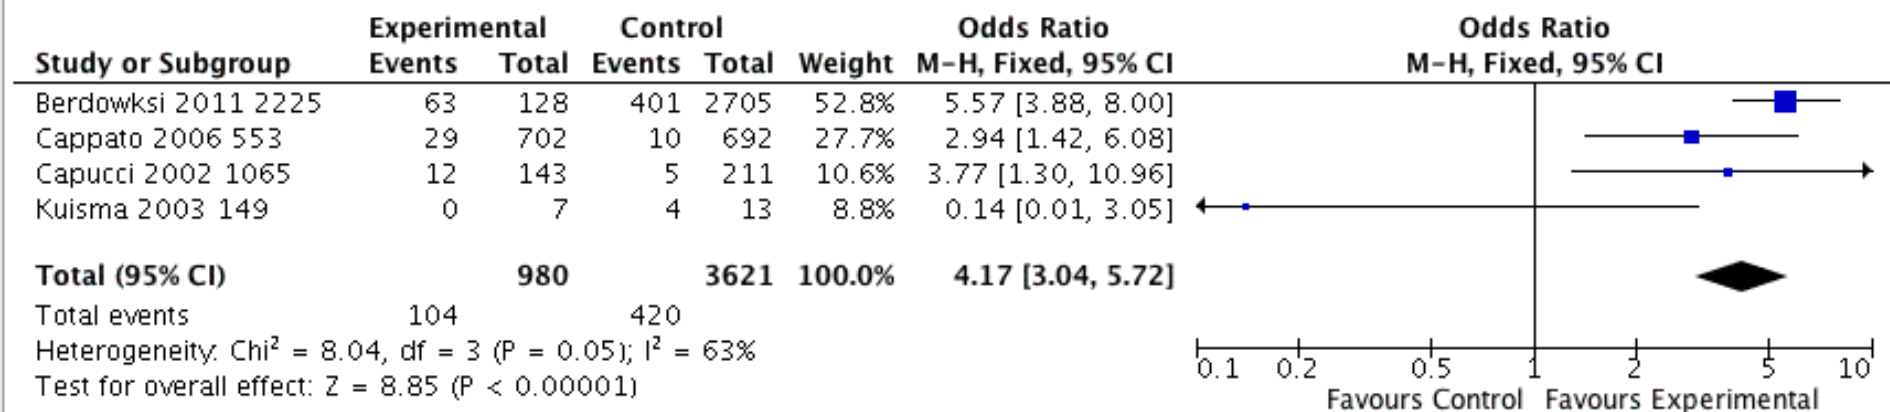 Experimental Control Odds Ratio Odds Ratio
Study or Subgroup Events Total Events Total Weight M-H, Fixed, 95% CI M-H, Fixed, 95% CI
Berdowksi 2011 2225 63 128 401 2705 52.8% 5.57 [3.88, 8.00]
Cappato 2006 553 29 702 10 692 27.7% 2.94 [1.42, 6.08]
Capucci 2002 1065 12 143 5 211 10.6% 3.77 [1.30, 10.96]
Kuisma 2003 149 0 7 4 13 8.8% 0.14 [0.01, 3.05]
Total (95% CI) 980 3621 100.0% 4.17 [3.04, 5.72]
Total events 104 420
Heterogeneity: Chi² = 8.04, df = 3 (P = 0.05); I² = 63%
Test for overall effect: Z = 8.85 (P < 0.00001)
0.1 0.2 0.5 1 2 5 10
Favours Control Favours Experimental